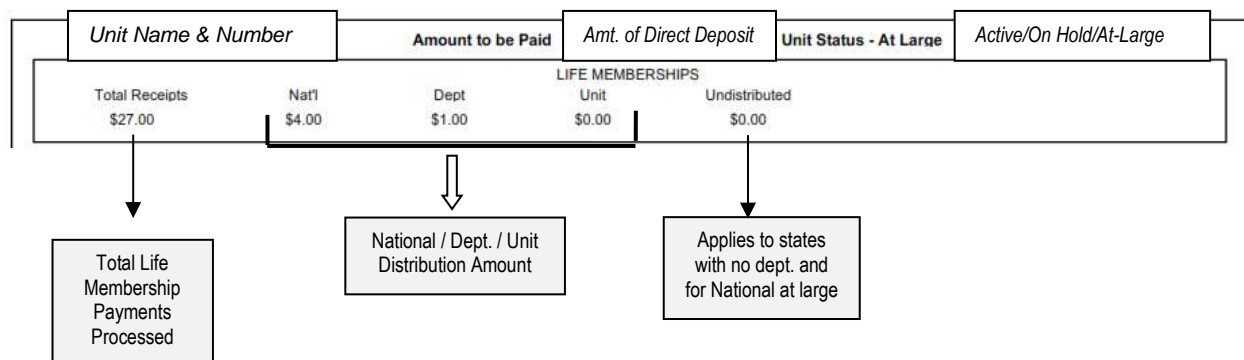 Unit Name & Number Amount to be Paid Amt. of Direct Deposit Unit Status - At Large Active/On Hold/At-Large
LIFE MEMBERSHIPS
Total Receipts Nat'l Dept Unit Undistributed
$27.00 $4.00 $1.00 $0.00 $0.00
Total Life
Membership
Payments
Processed
National / Dept. / Unit
Distribution Amount
Applies to states
with no dept. and
for National at large